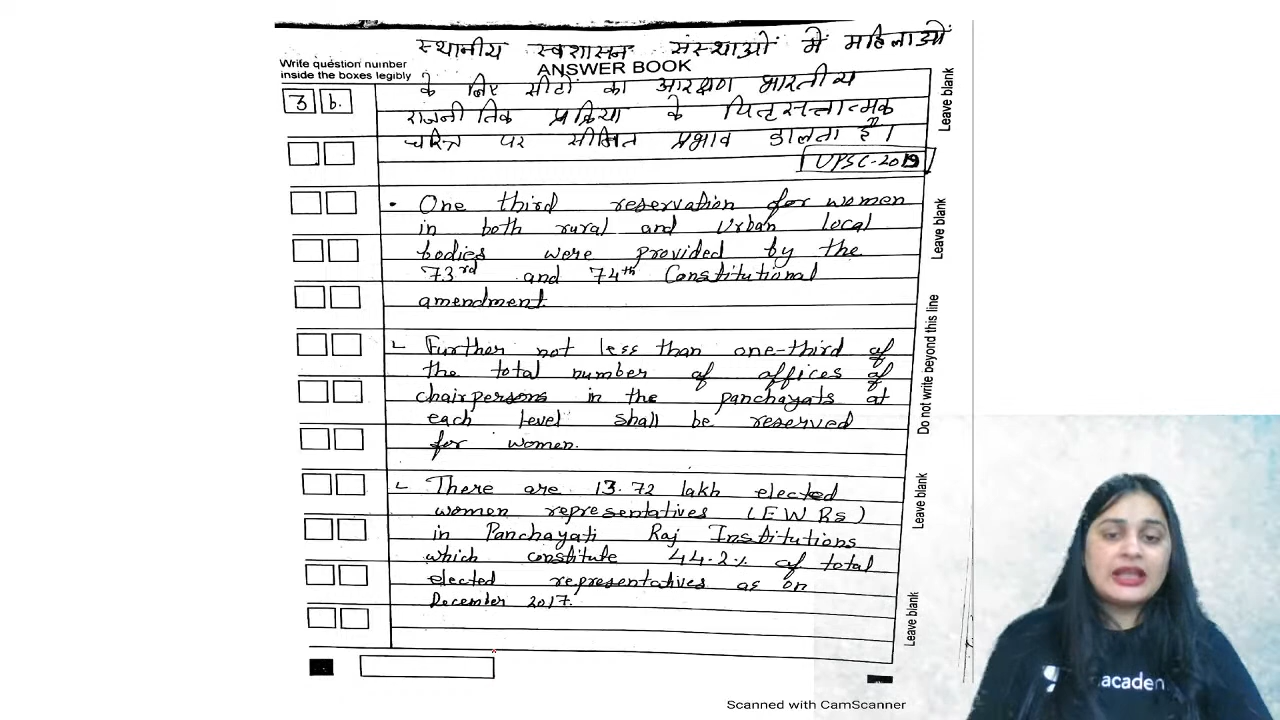 स्थानीय स्वशासन संस्थाओं में महिलाओं
Write question number
inside the boxes legibly
ANSWER BOOK
के लिए सीटों का आरक्षण भारतीय
3 b.
राजनीतिक प्रक्रिया के पितृसत्तात्मक
चरित्र पर सीमित प्रभाव डालता है।
UPSC-2019
• One third reservation for women
in both rural and Urban local
bodies were provided by the
73rd and 74th Constitutional
amendment.
Further not less than one-third of
the total number of offices of
chairpersons in the panchayats at
each level shall be reserved
for women.
There are 13.72 lakh elected
women representatives (EWRs)
in Panchayati Raj Institutions
which constitute 44.2% of total
elected representatives as on
December 2017.
Leave blank
Leave blank
Do not write beyond this line
Leave blank
Leave blank
acaden
Scanned with CamScanner